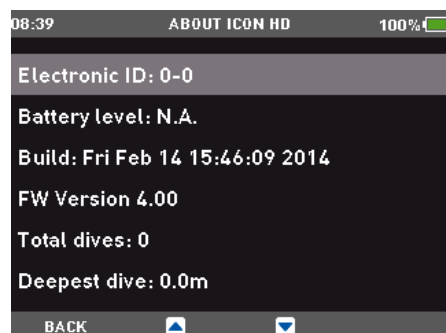 08:39 ABOUT ICON HD 100%
Electronic ID: 0-0
Battery level: N.A.
Build: Fri Feb 14 15:46:09 2014
FW Version 4.00
Total dives: 0
Deepest dive: 0.0m
BACK